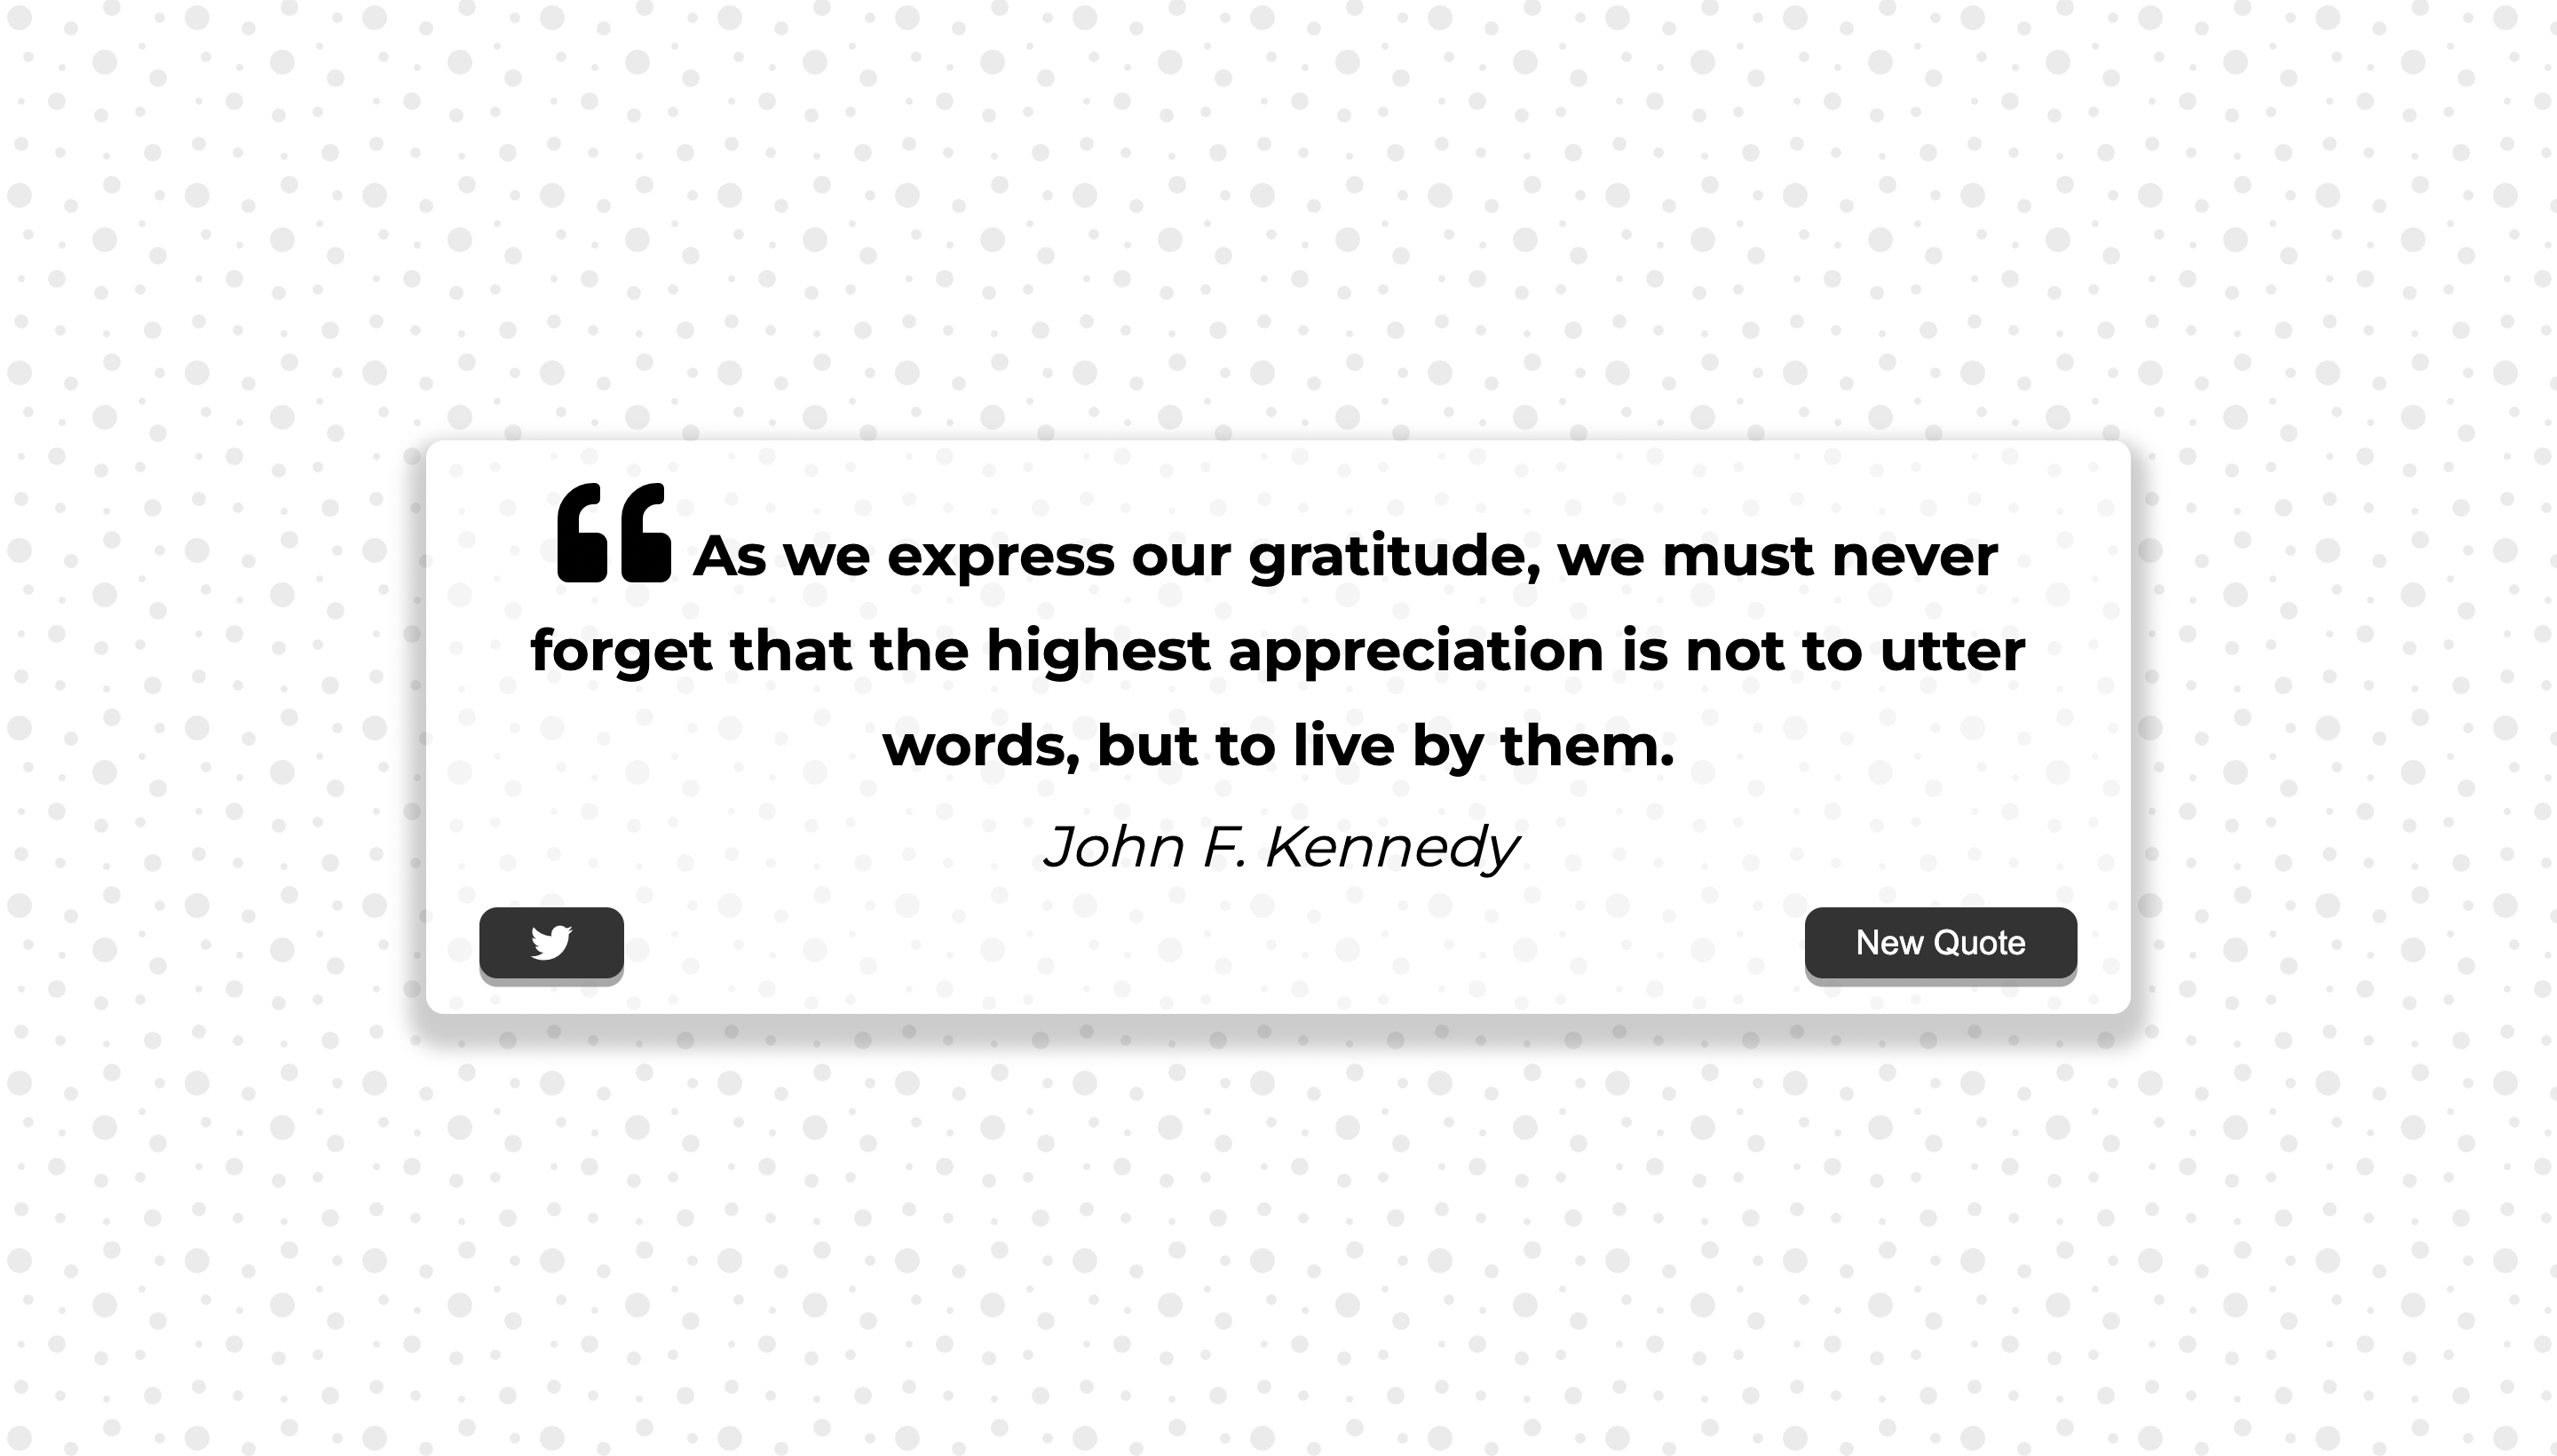 “ As we express our gratitude, we must never
forget that the highest appreciation is not to utter
words, but to live by them.
John F. Kennedy
New Quote